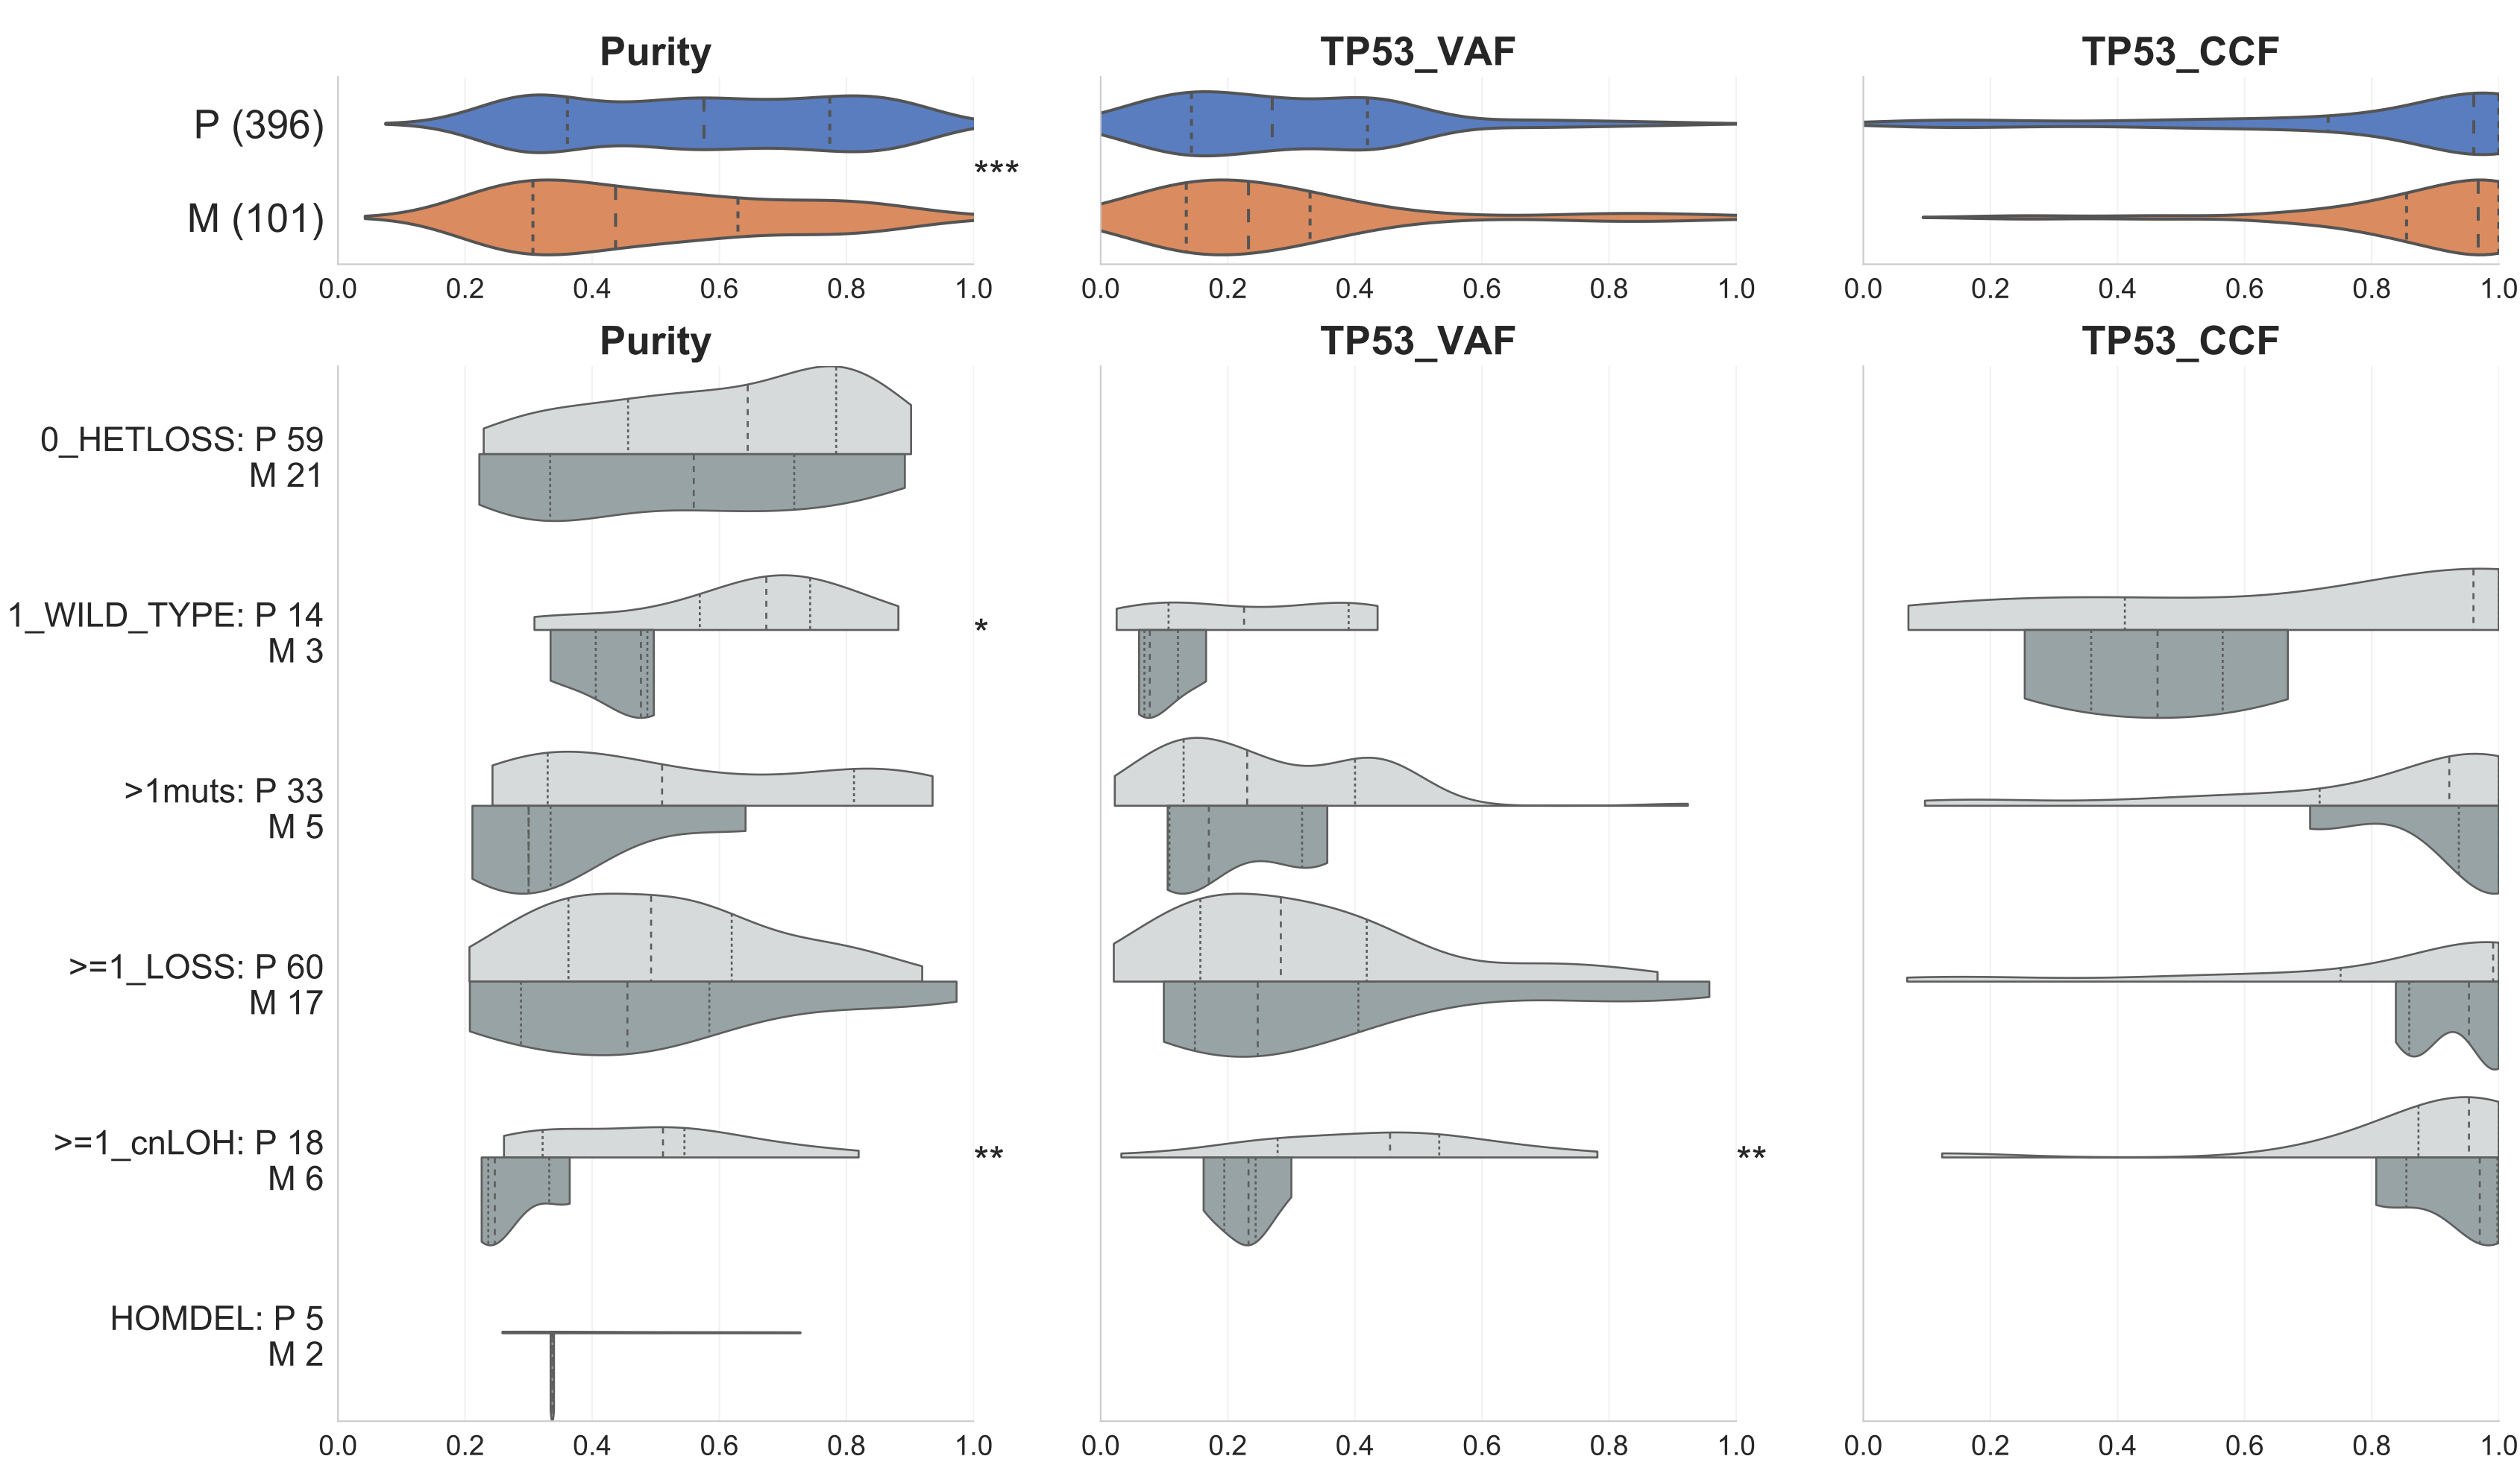 Purity
TP53_VAF
TP53_CCF
P (396)
M (101)
***
0.0 0.2 0.4 0.6 0.8 1.0
0.0 0.2 0.4 0.6 0.8 1.0
0.0 0.2 0.4 0.6 0.8 1.0
Purity
TP53_VAF
TP53_CCF
0_HETLOSS: P 59
M 21
1_WILD_TYPE: P 14
M 3
*
>1muts: P 33
M 5
>=1_LOSS: P 60
M 17
>=1_cnLOH: P 18
M 6
**
**
HOMDEL: P 5
M 2
0.0 0.2 0.4 0.6 0.8 1.0
0.0 0.2 0.4 0.6 0.8 1.0
0.0 0.2 0.4 0.6 0.8 1.0